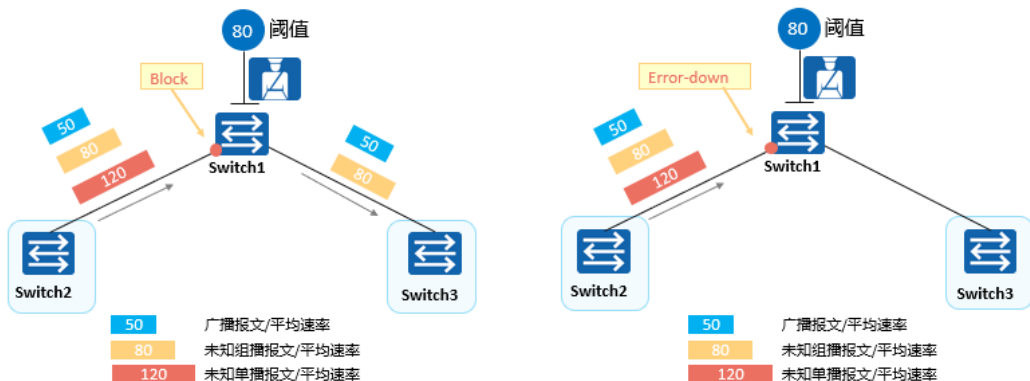 80 阈值
Block
50
80
120
50
80
Switch1
Switch2
Switch3
50 广播报文/平均速率
80 未知组播报文/平均速率
120 未知单播报文/平均速率
80 阈值
Error-down
50
80
120
Switch1
Switch2
Switch3
50 广播报文/平均速率
80 未知组播报文/平均速率
120 未知单播报文/平均速率